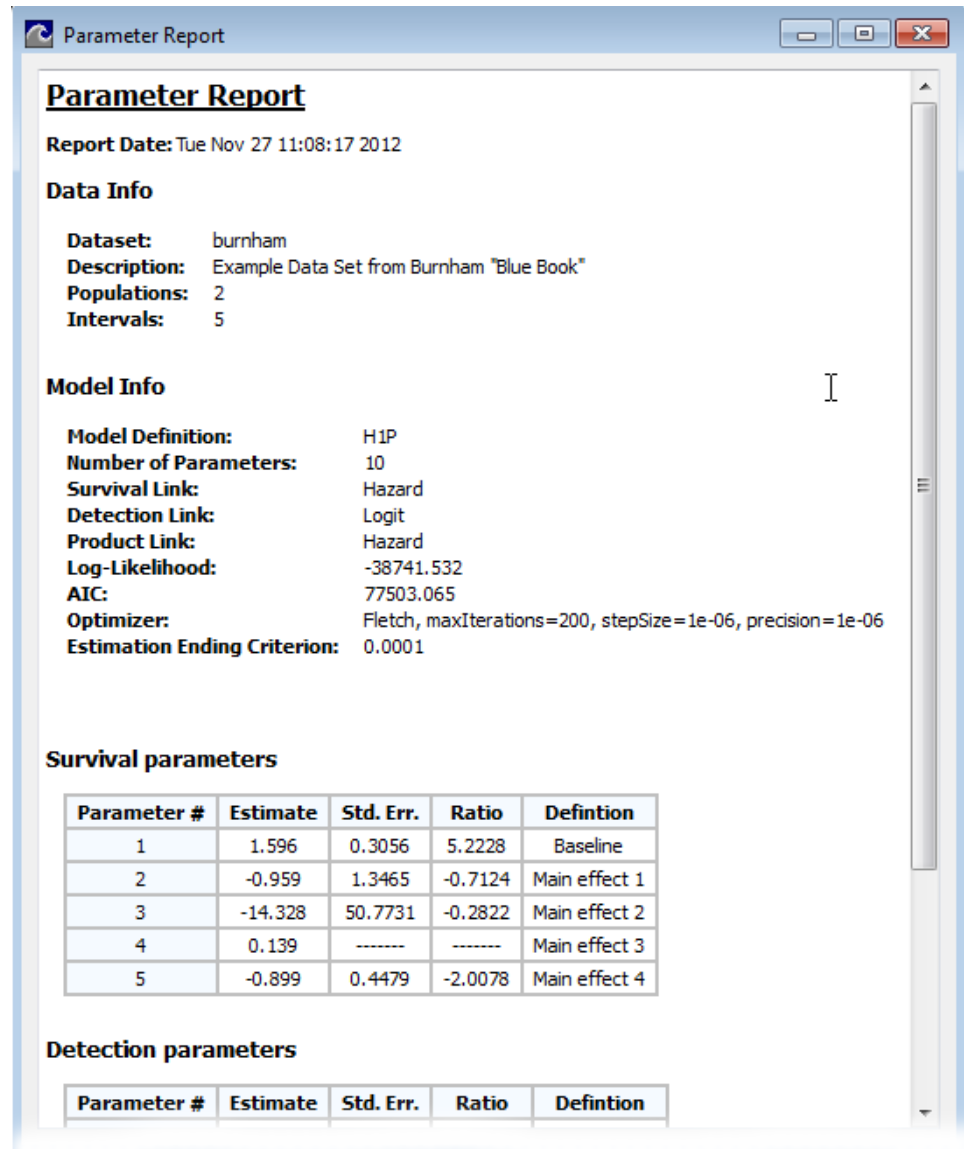 Parameter Report
Parameter Report
Report Date: Tue Nov 27 11:08:17 2012
Data Info
Dataset: burnham
Description: Example Data Set from Burnham "Blue Book"
Populations: 2
Intervals: 5
Model Info
Model Definition: H1P
Number of Parameters: 10
Survival Link: Hazard
Detection Link: Logit
Product Link: Hazard
Log-Likelihood: -38741.532
AIC: 77503.065
Optimizer: Fletch, maxIterations=200, stepSize=1e-06, precision=1e-06
Estimation Ending Criterion: 0.0001
Survival parameters
Parameter # Estimate Std. Err. Ratio Defintion
1 1.596 0.3056 5.2228 Baseline
2 -0.959 1.3465 -0.7124 Main effect 1
3 -14.328 50.7731 -0.2822 Main effect 2
4 0.139 ------- ------- Main effect 3
5 -0.899 0.4479 -2.0078 Main effect 4
Detection parameters
Parameter # Estimate Std. Err. Ratio Defintion